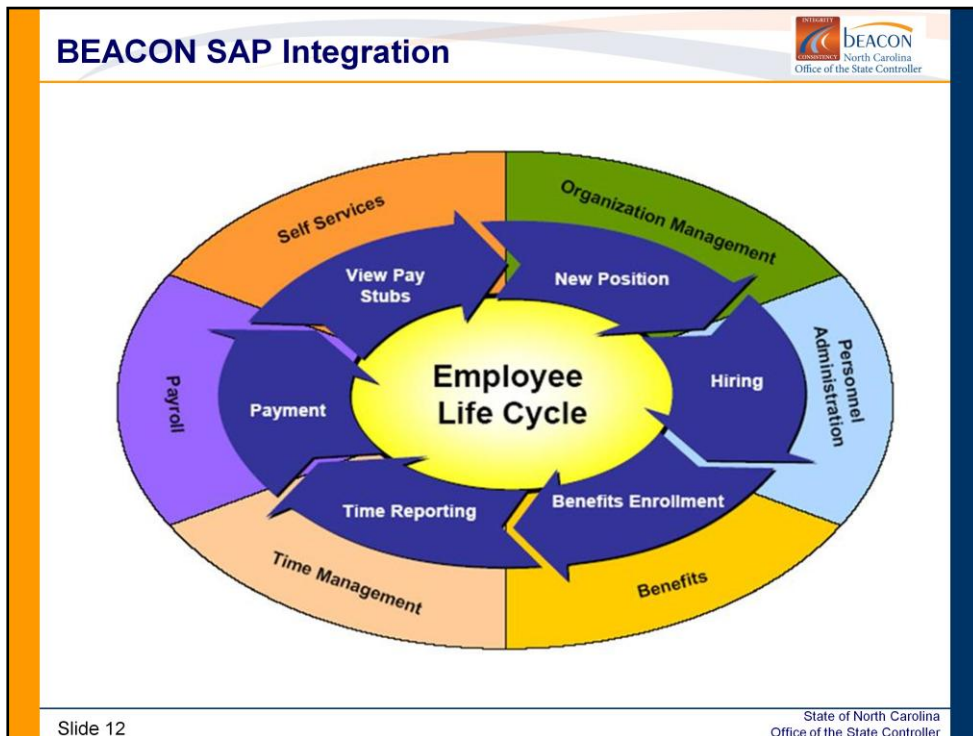 BEACON SAP Integration
INTEGRITY
CONSISTENCY
bEACON
North Carolina
Office of the State Controller
Self Services
Organization Management
View Pay
Stubs
New Position
Payroll
Payment
Employee
Life Cycle
Hiring
Personnel
Administration
Time Reporting
Benefits Enrollment
Time Management
Benefits
Slide 12
State of North Carolina
Office of the State Controller